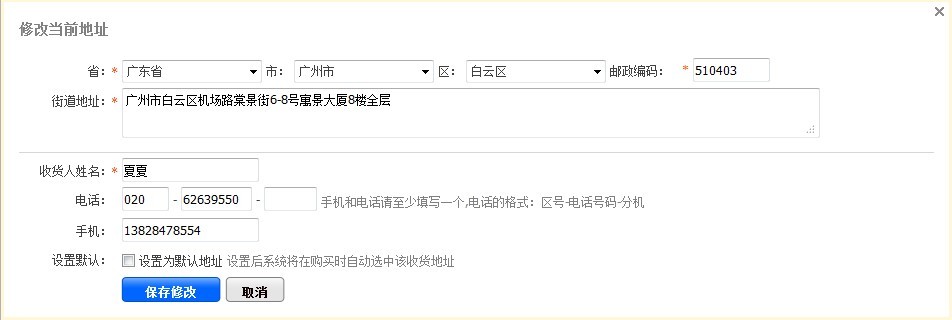 修改当前地址
省：* 广东省 市： 广州市 区： 白云区 邮政编码： * 510403
街道地址：* 广州市白云区机场路棠景街6-8号寓景大厦8楼全层
收货人姓名：* 夏夏
电话： 020 - 62639550 - 手机和电话请至少填写一个,电话的格式：区号-电话号码-分机
手机： 13828478554
设置默认： 设置为默认地址 设置后系统将在购买时自动选中该收货地址
保存修改 取消